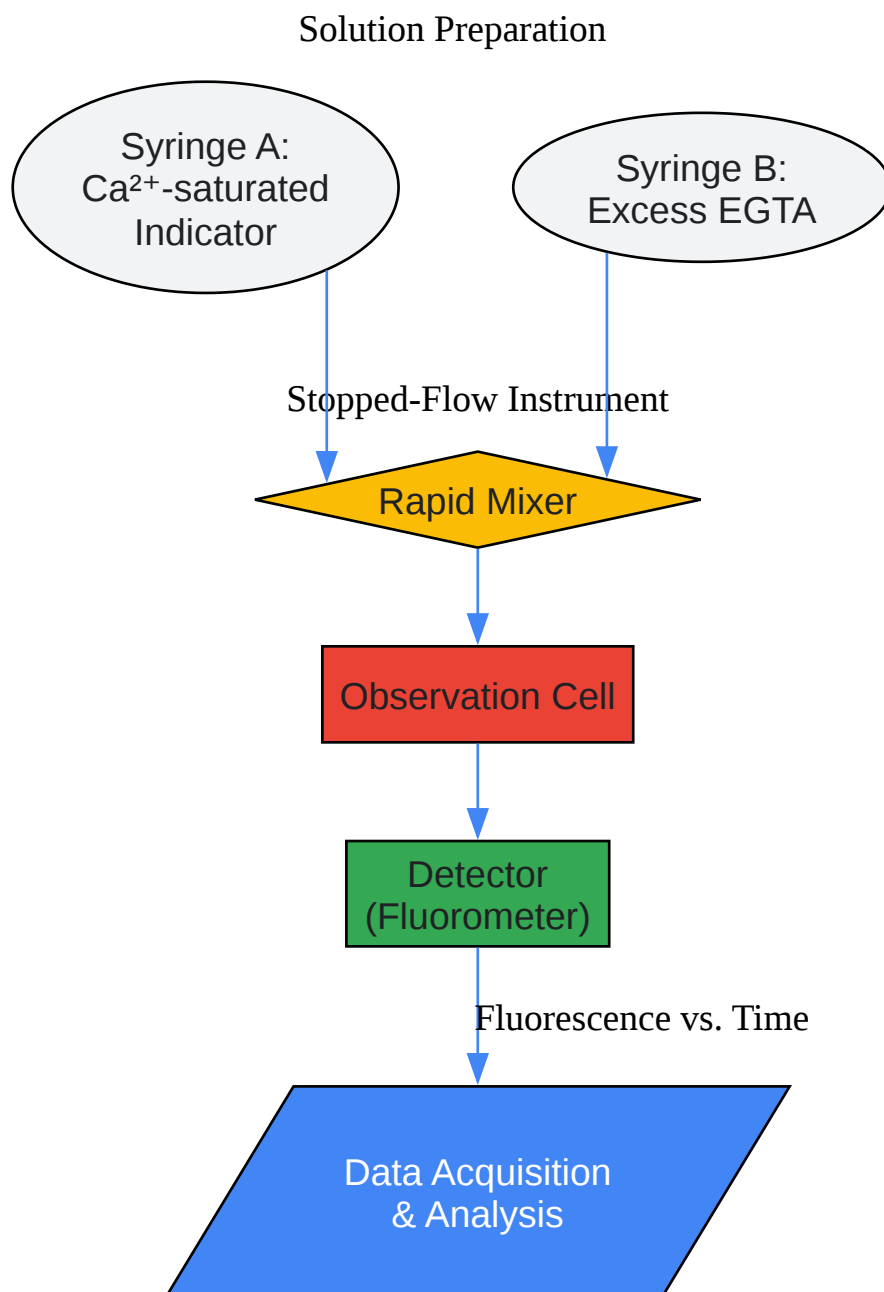 Solution Preparation
Syringe A:
Ca²⁺-saturated
Indicator
Syringe B:
Excess EGTA
Stopped-Flow Instrument
Rapid Mixer
Observation Cell
Detector
(Fluorometer)
Fluorescence vs. Time
Data Acquisition
& Analysis